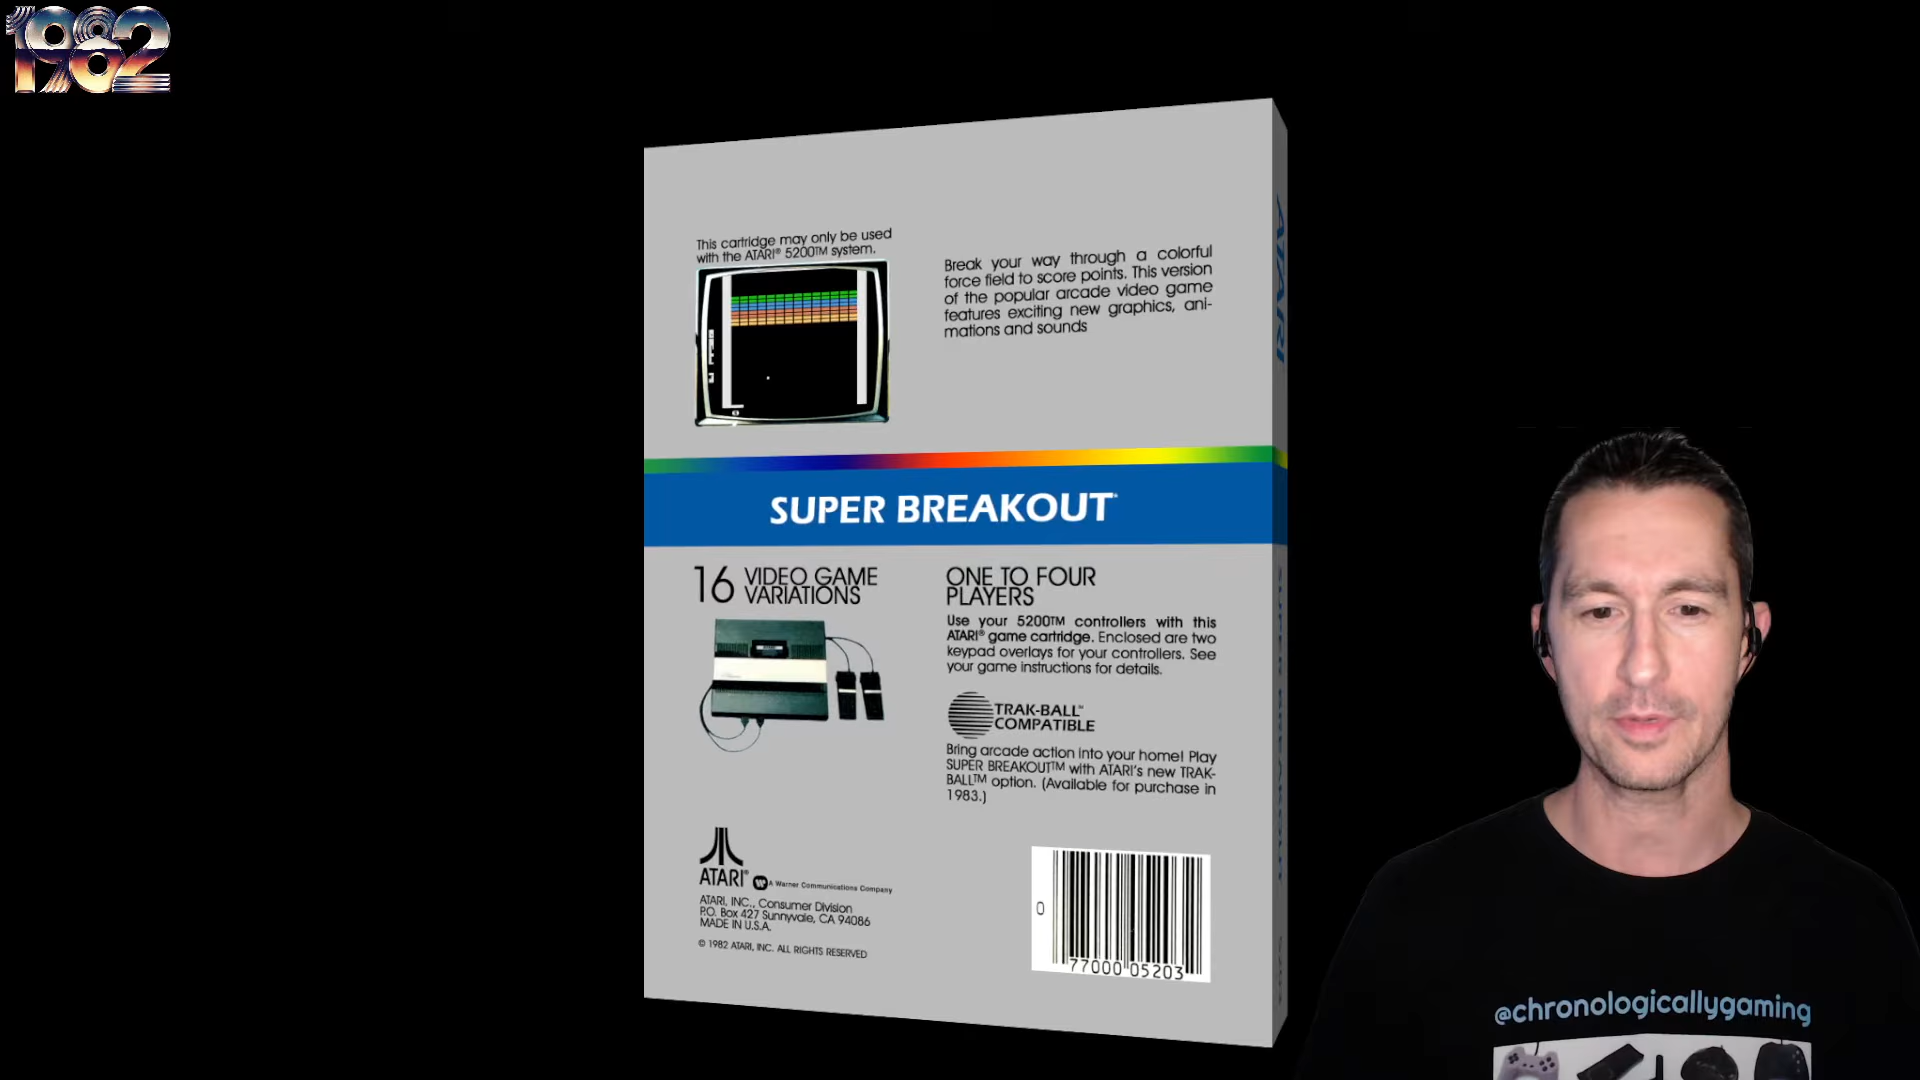 1982
This cartridge may only be used
with the ATARI® 5200™ system.
Break your way through a colorful
force field to score points. This version
of the popular arcade video game
features exciting new graphics, ani-
mations and sounds
ATARI
SUPER BREAKOUT
16 VIDEO GAME
VARIATIONS
ONE TO FOUR
PLAYERS
Use your 5200™ controllers with this
ATARI® game cartridge. Enclosed are two
keypad overlays for your controllers. See
your game instructions for details.
TRAK-BALL™
COMPATIBLE
Bring arcade action into your home! Play
SUPER BREAKOUT™ with ATARI's new TRAK-
BALL™ option. (Available for purchase in
1983.)
SUPER BREAKOUT
ATARI®
A Warner Communications Company
ATARI, INC., Consumer Division
P.O. Box 427 Sunnyvale, CA 94086
MADE IN U.S.A.
© 1982 ATARI, INC. ALL RIGHTS RESERVED
0
77000 05203
@chronologicallygaming